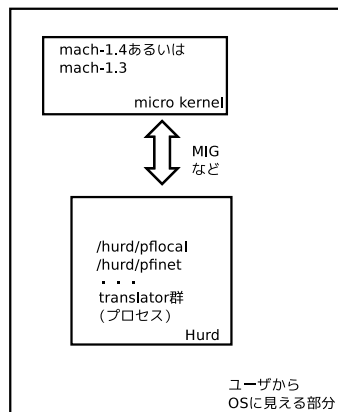 mach-1.4あるいは
mach-1.3
micro kernel
MIG
など
/hurd/pflocal
/hurd/pfinet
・・・
translator群
(プロセス)
Hurd
ユーザから
OSに見える部分